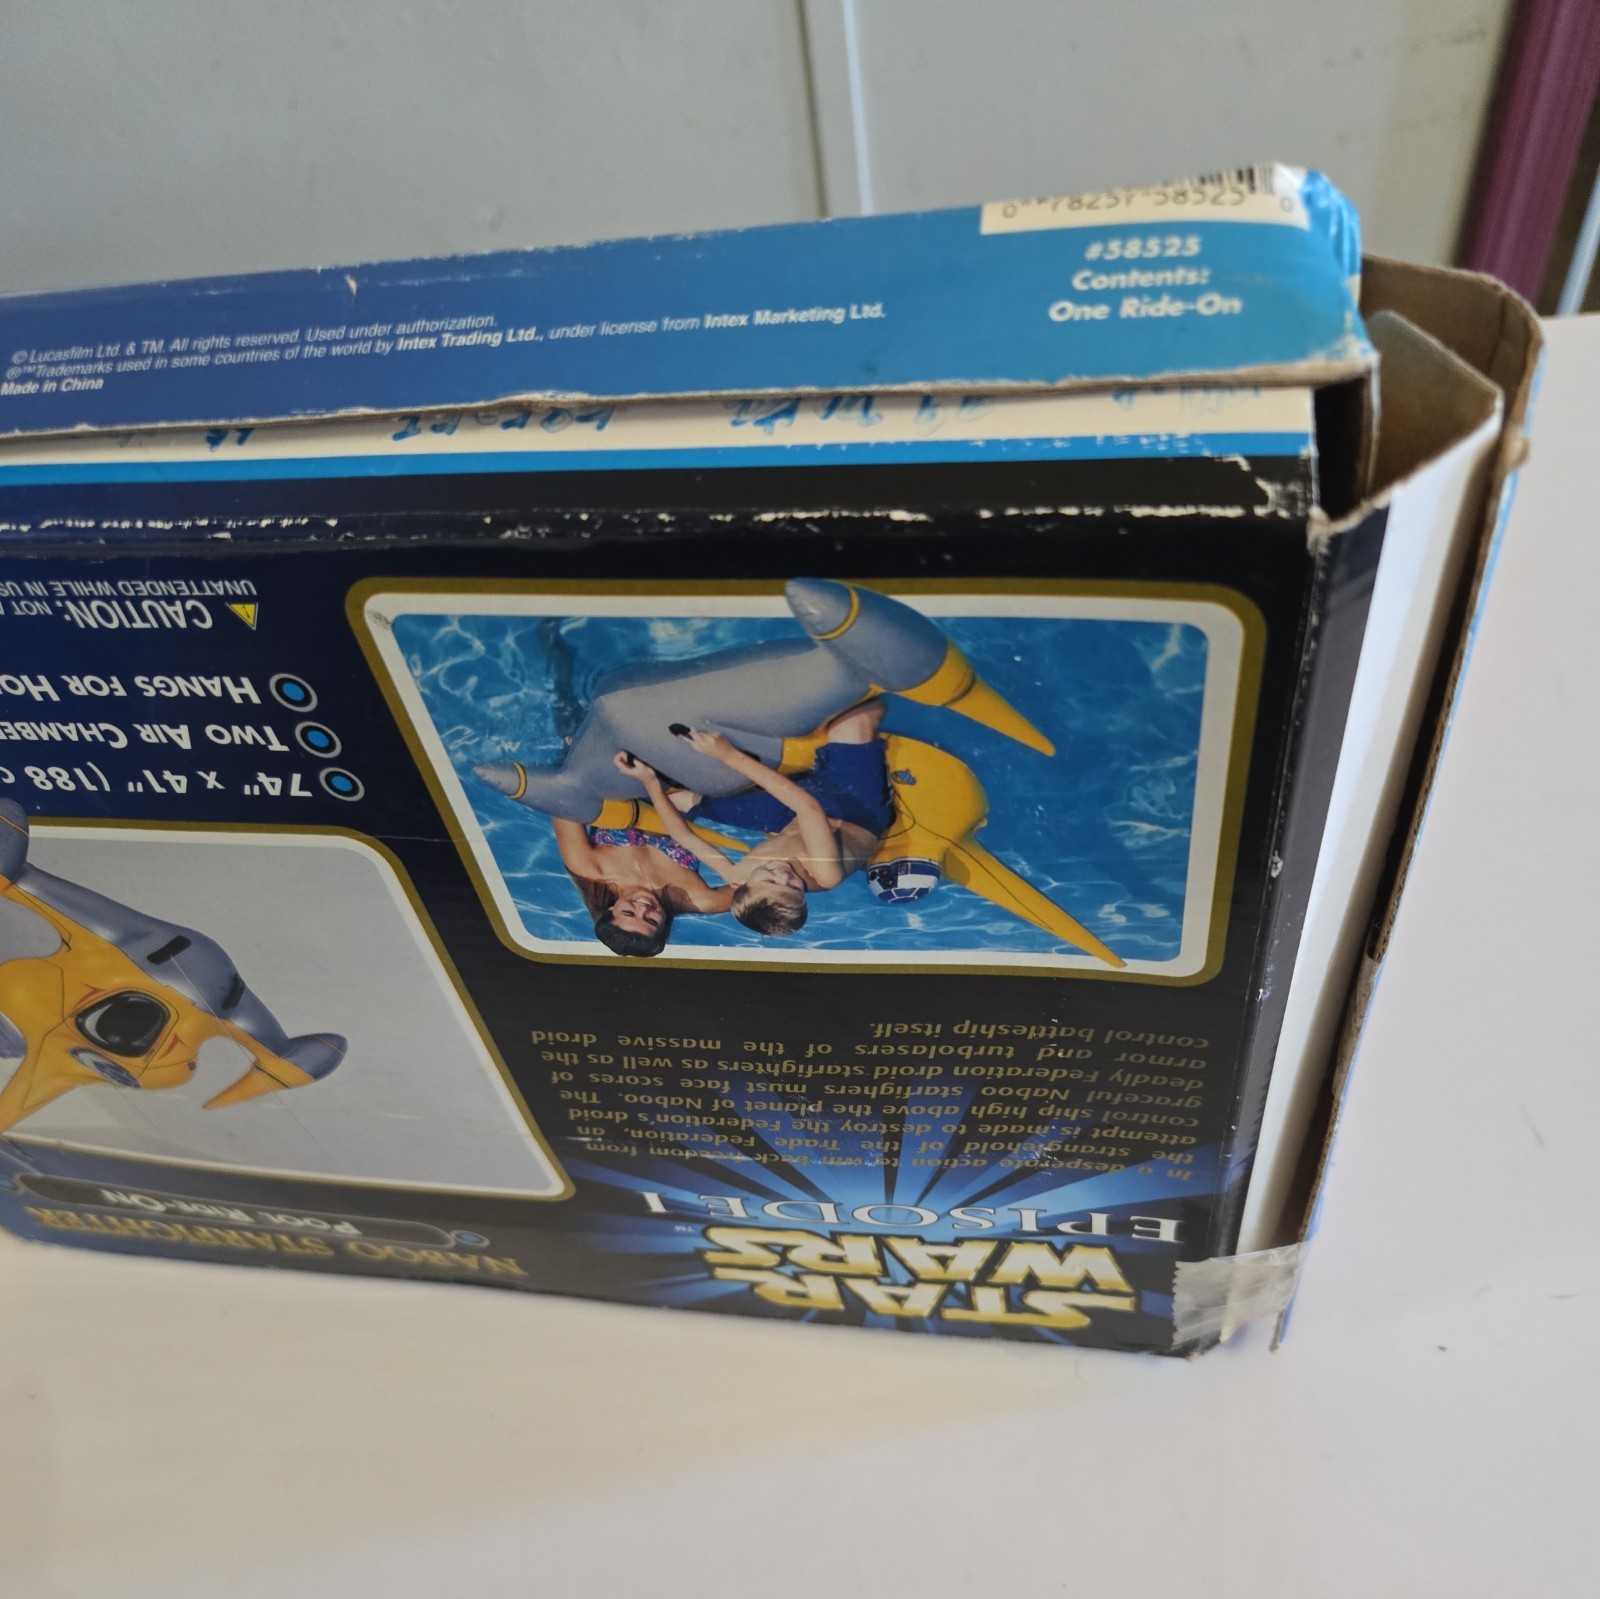 0 78257 58525 0
#58525
Contents:
One Ride-On
© Lucasfilm Ltd. & TM. All rights reserved. Used under authorization.
®™Trademarks used in some countries of the world by Intex Trading Ltd., under license from Intex Marketing Ltd.
Made in China
STAR
WARS
™
EPISODE I
In a desperate action to win back freedom from
the stranglehold of the Trade Federation, an
attempt is made to destroy the Federation's droid
control ship high above the planet of Naboo. The
graceful Naboo starfighers must face scores of
deadly Federation droid starfighters as well as the
armor and turbolasers of the massive droid
control battleship itself.
NABOO STARFIGHTER
POOL RIDE-ON
74" X 41" (188
TWO AIR CHAMBE
HANGS FOR
CAUTION: NOT
UNATTENDED WHILE IN